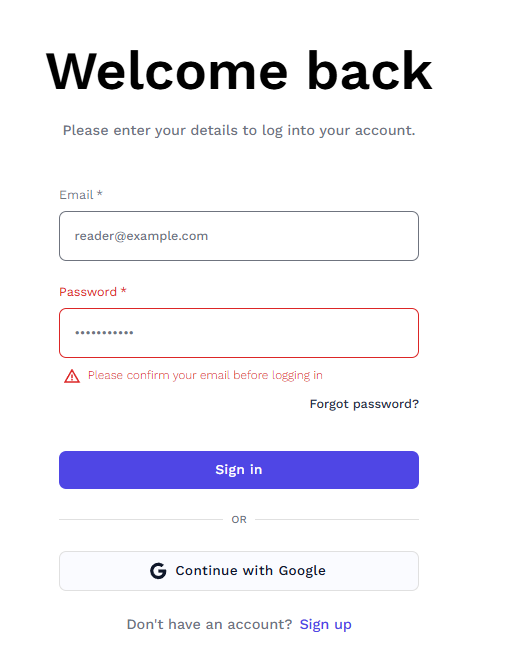 Welcome back
Please enter your details to log into your account.
Email *
reader@example.com
Password *
•••••••••••
Please confirm your email before logging in
Forgot password?
Sign in
OR
Continue with Google
Don't have an account? Sign up